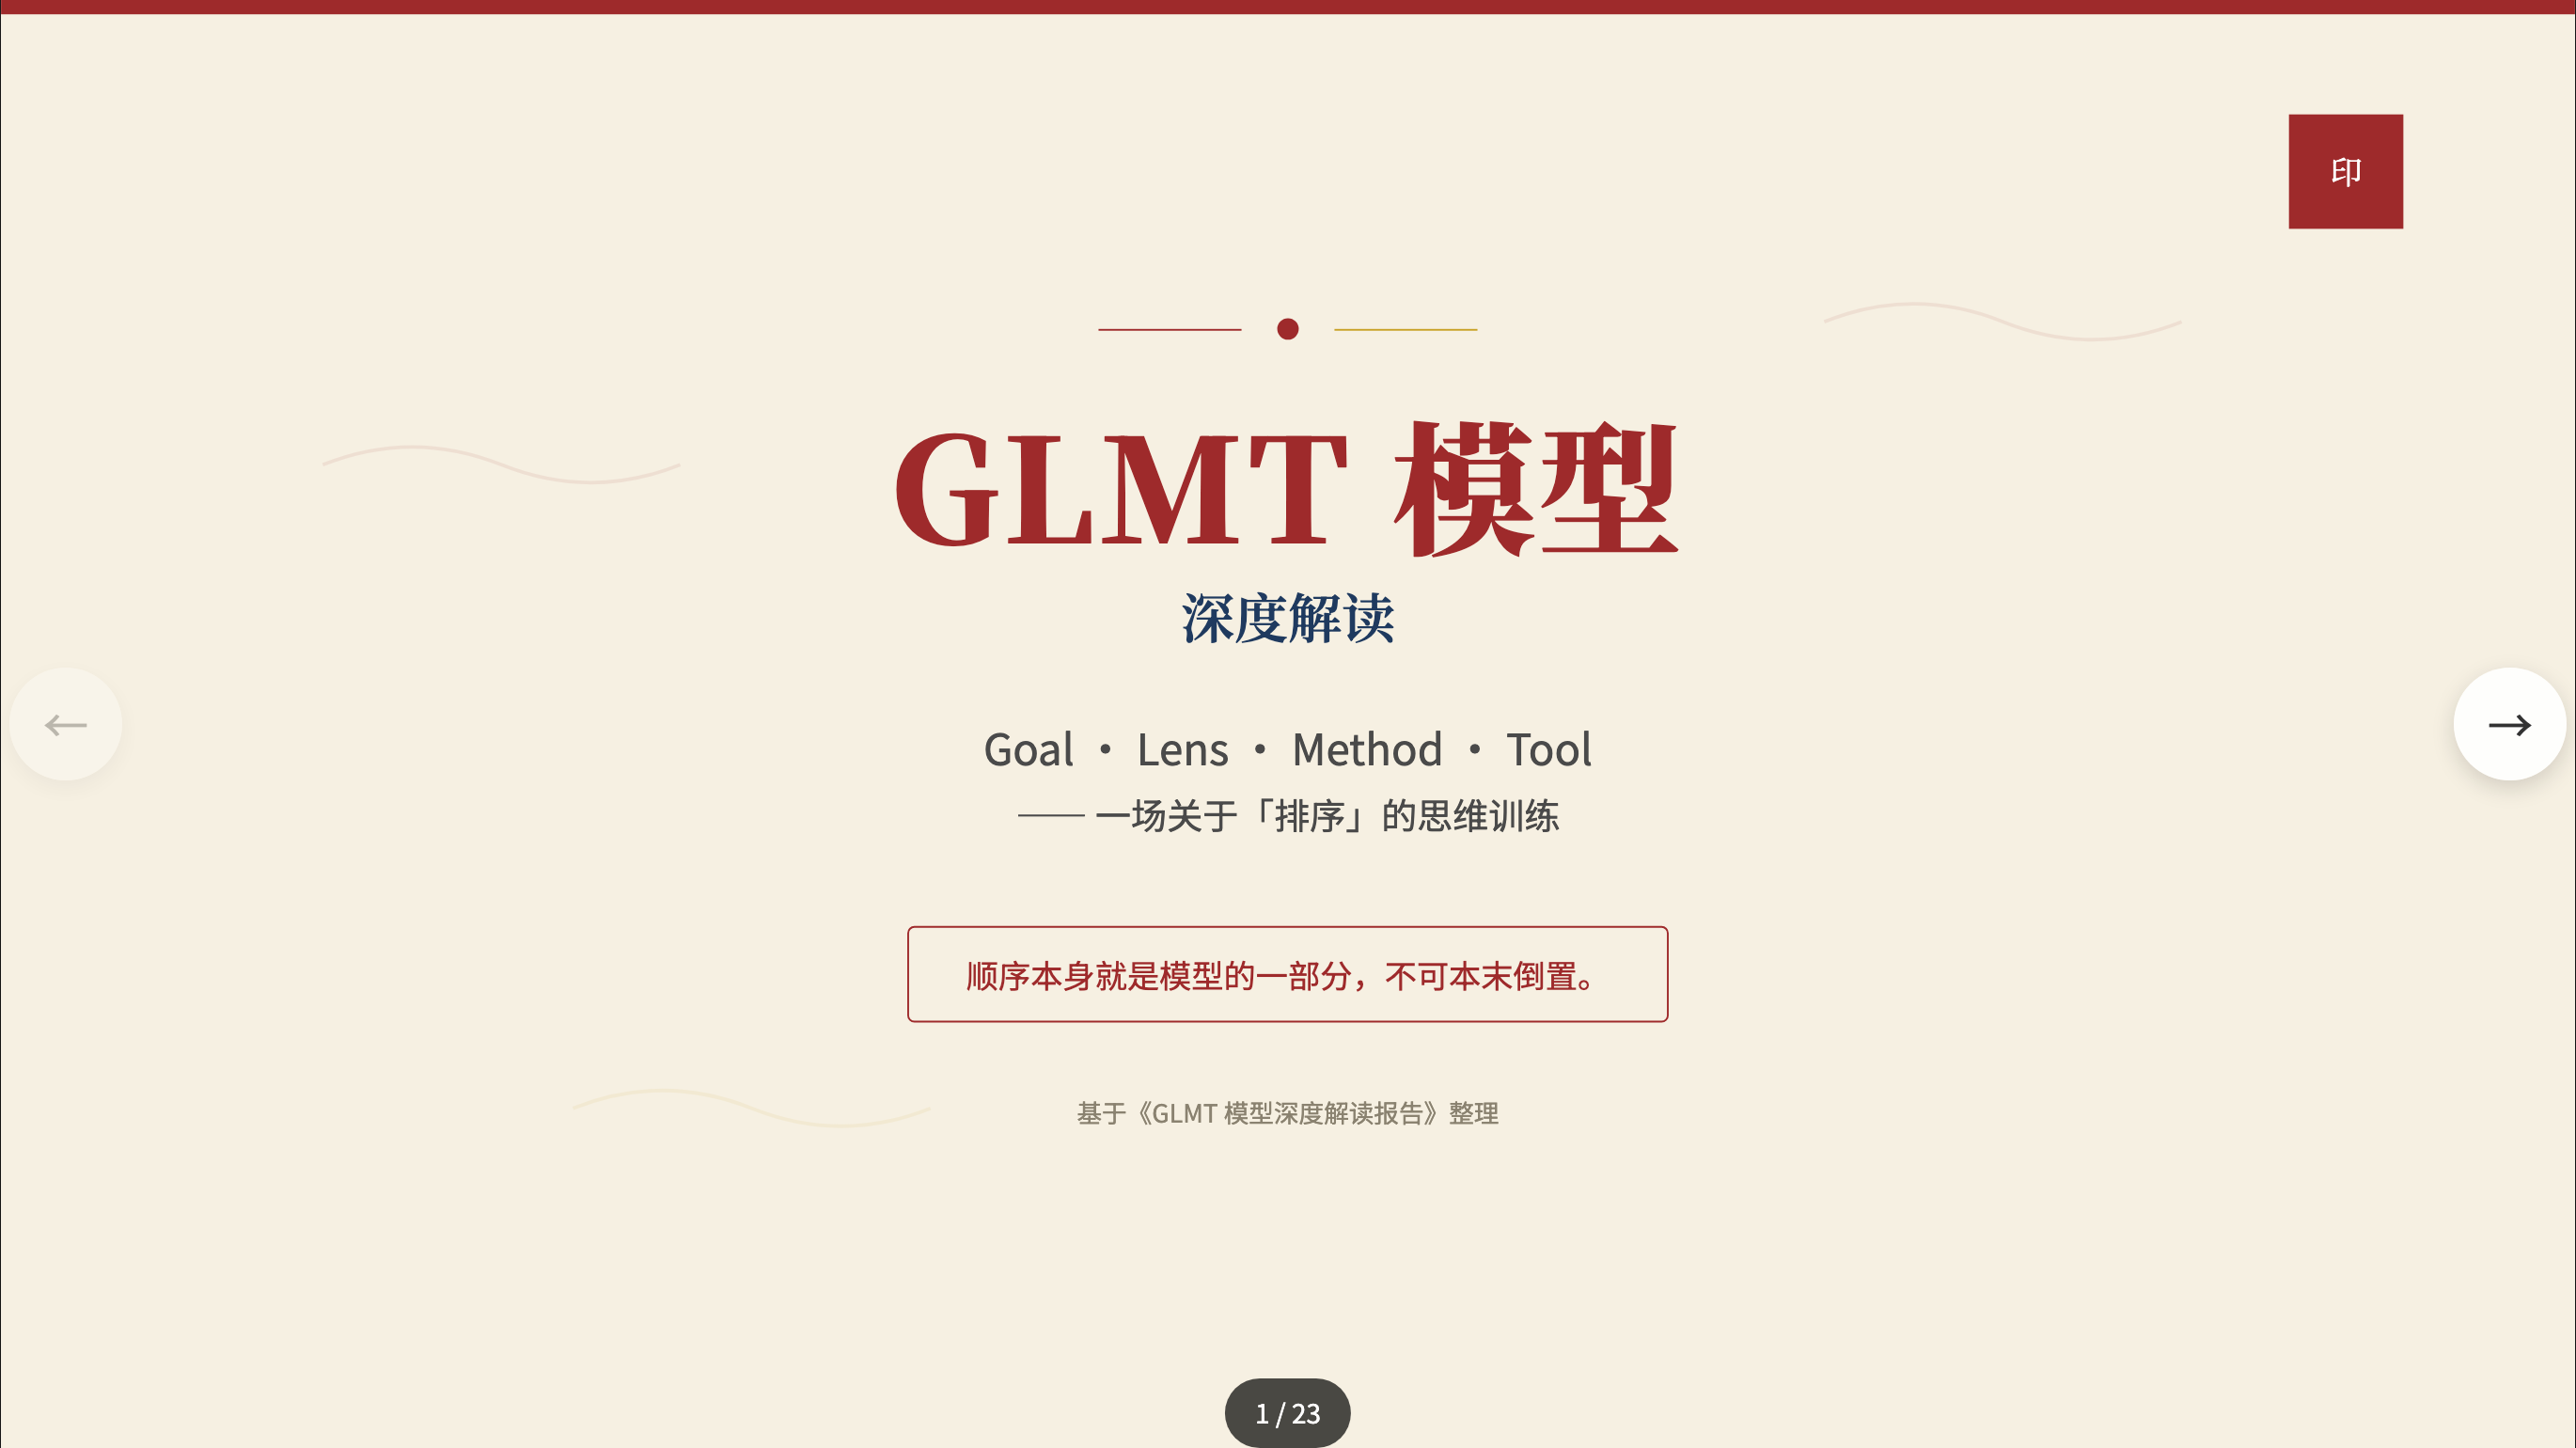 印
GLMT 模型
深度解读
Goal • Lens • Method • Tool
—— 一场关于「排序」的思维训练
顺序本身就是模型的一部分，不可本末倒置。
基于《GLMT 模型深度解读报告》整理
← →
1 / 23